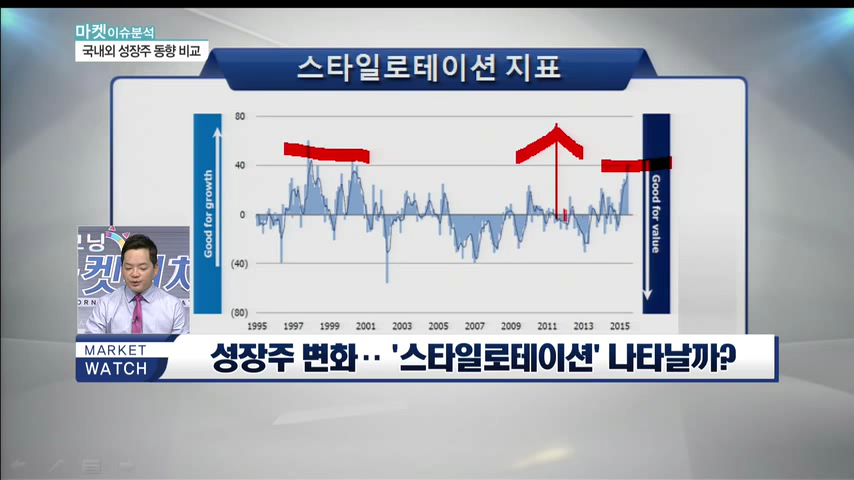 마켓이슈분석
국내외 성장주 동향 비교
스타일로테이션 지표
80
40
0
(40)
(80)
Good for growth
Good for value
1995 1997 1999 2001 2003 2005 2007 2009 2011 2013 2015
모닝
켓
MARKET
WATCH
성장주 변화‥ '스타일로테이션' 나타날까?